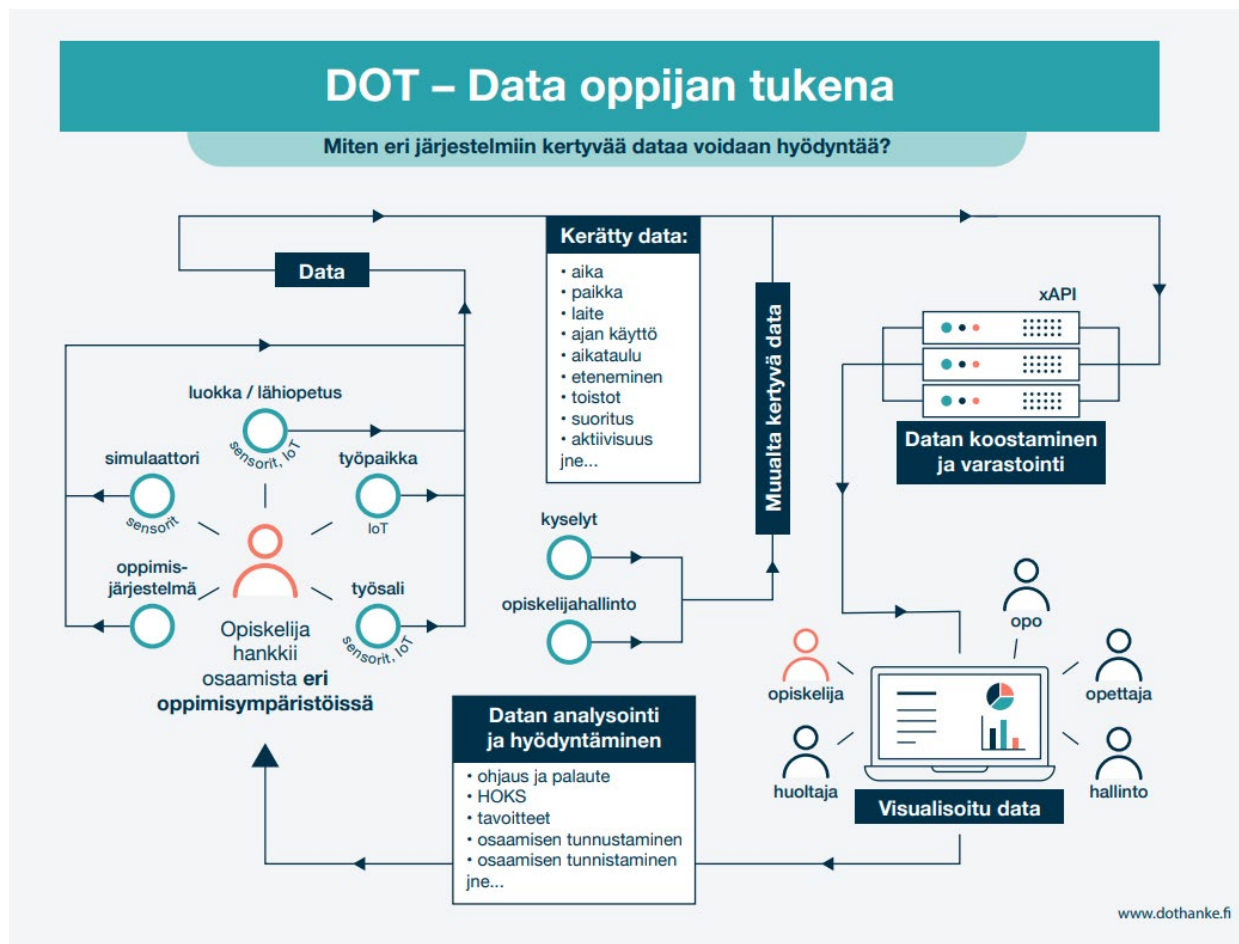 DOT – Data oppijan tukena
Miten eri järjestelmiin kertyvää dataa voidaan hyödyntää?
Data
luokka / lähiopetus
sensorit, IoT
simulaattori
sensorit
työpaikka
IoT
oppimis-
järjestelmä
työsali
sensorit, IoT
Opiskelija
hankkii
osaamista eri
oppimisympäristöissä
Kerätty data:
• aika
• paikka
• laite
• ajan käyttö
• aikataulu
• eteneminen
• toistot
• suoritus
• aktiivisuus
jne...
kyselyt
opiskelijahallinto
Muualta kertyvä data
xAPI
Datan koostaminen
ja varastointi
opo
opiskelija
opettaja
huoltaja
hallinto
Visualisoitu data
Datan analysointi
ja hyödyntäminen
• ohjaus ja palaute
• HOKS
• tavoitteet
• osaamisen tunnustaminen
• osaamisen tunnistaminen
jne...
www.dothanke.fi